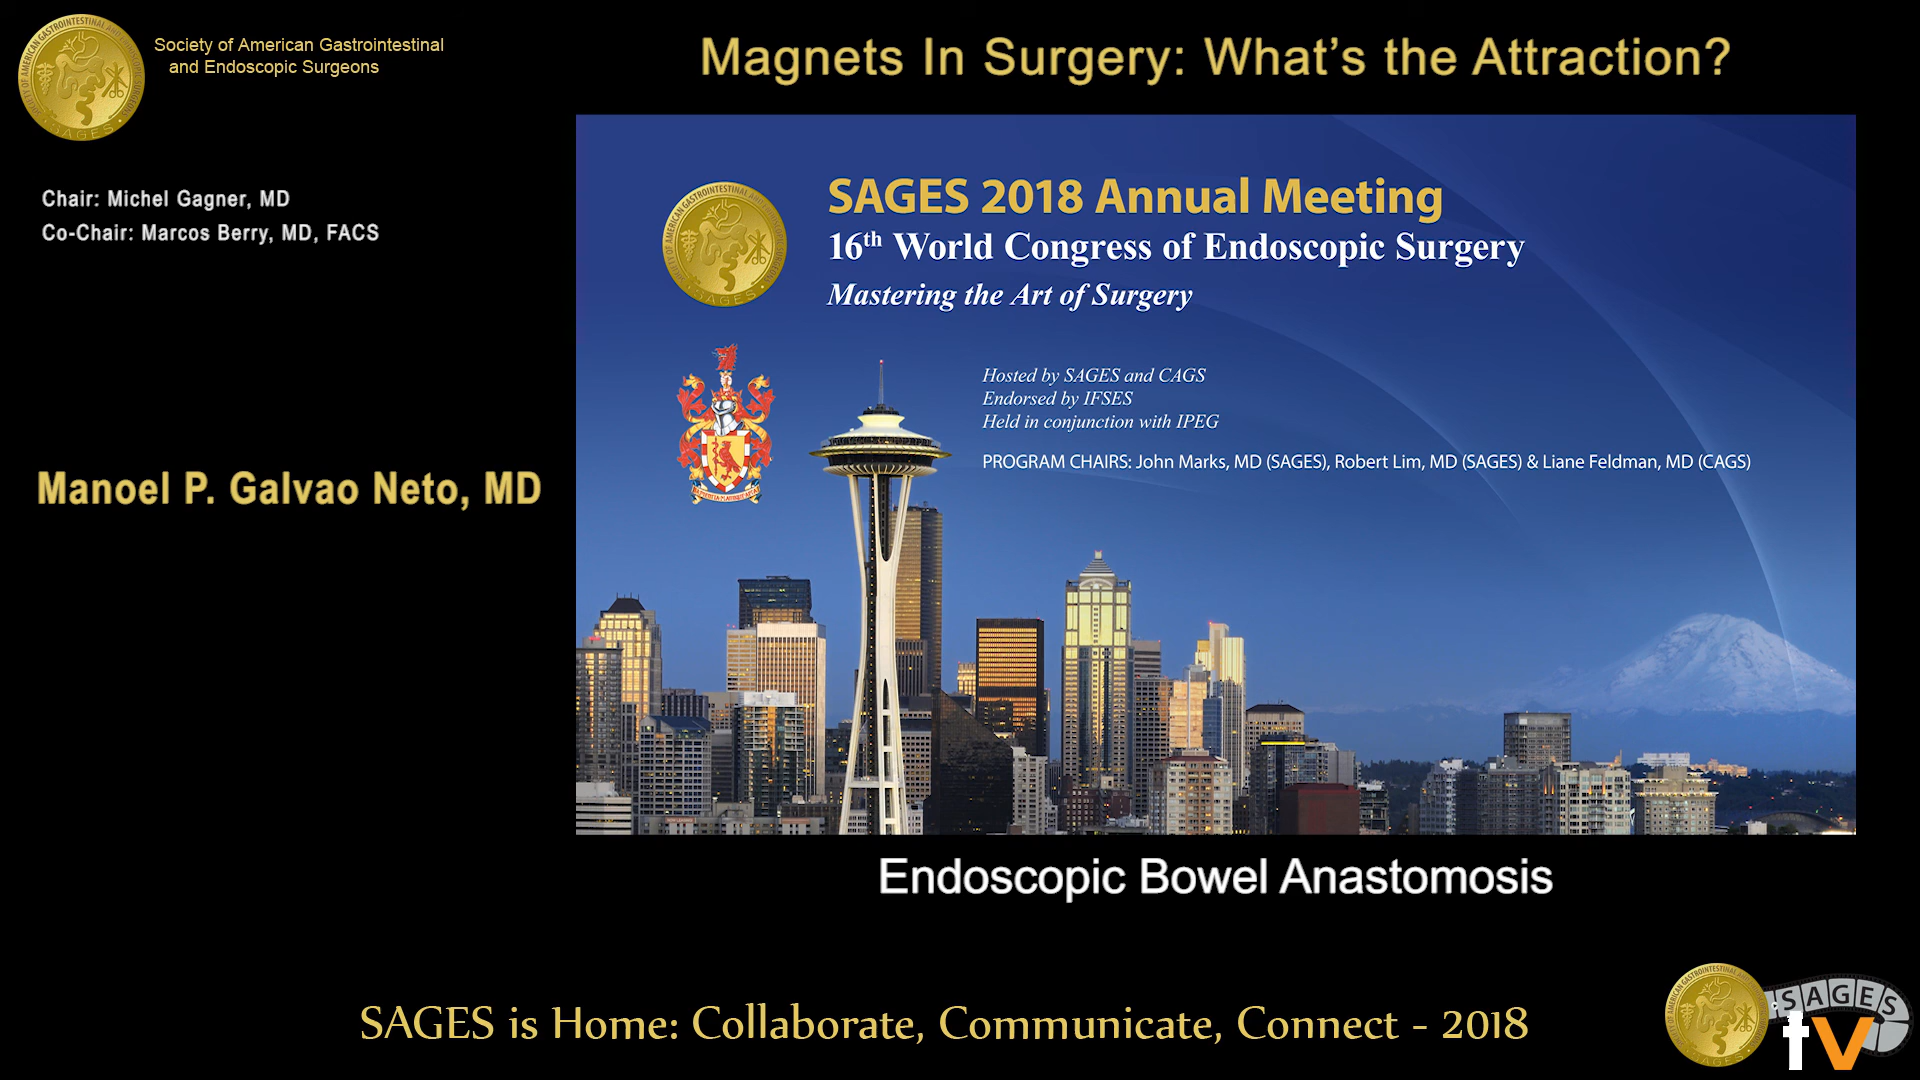 Society of American Gastrointestinal
and Endoscopic Surgeons
Magnets In Surgery: What's the Attraction?
Chair: Michel Gagner, MD
Co-Chair: Marcos Berry, MD, FACS
Manoel P. Galvao Neto, MD
SAGES 2018 Annual Meeting
16th World Congress of Endoscopic Surgery
Mastering the Art of Surgery
Hosted by SAGES and CAGS
Endorsed by IFSES
Held in conjunction with IPEG
PROGRAM CHAIRS: John Marks, MD (SAGES), Robert Lim, MD (SAGES) & Liane Feldman, MD (CAGS)
Endoscopic Bowel Anastomosis
SAGES is Home: Collaborate, Communicate, Connect - 2018
SAGES
tv